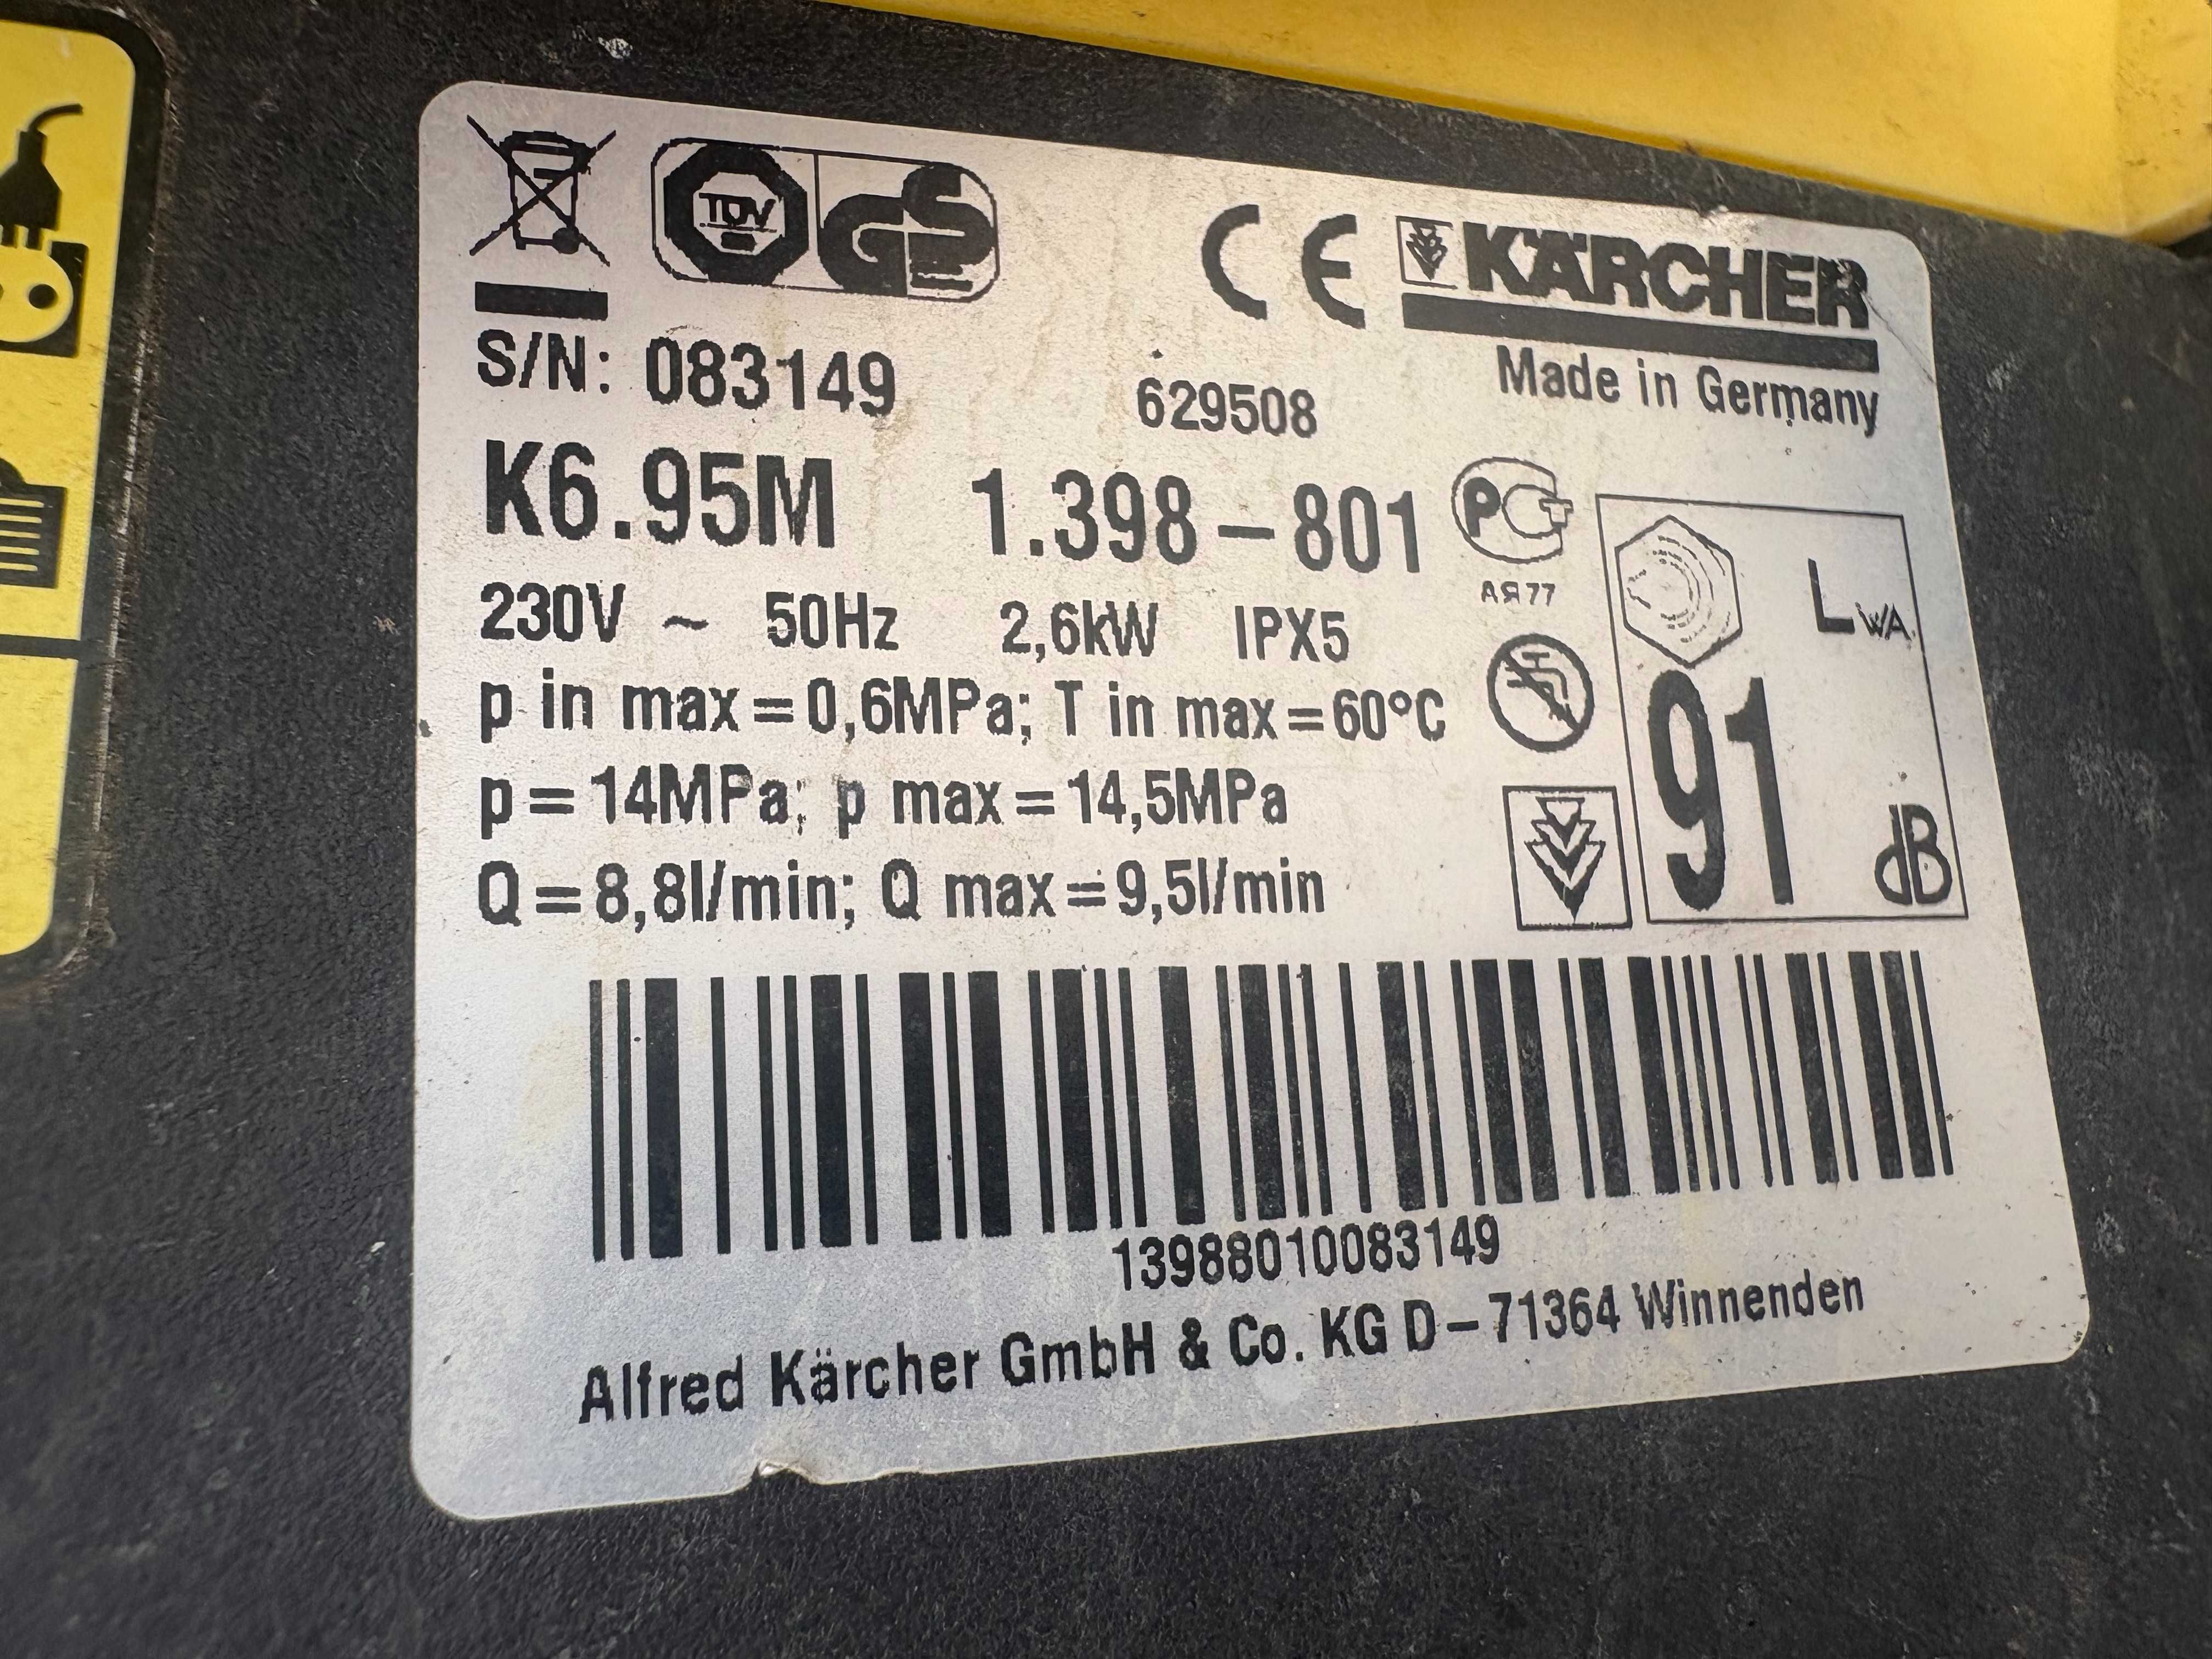 TÜV
GS
CE
KÄRCHER
Made in Germany
S/N: 083149
629508
K6.95M 1.398-801
PCT
АЯ77
230V ~ 50Hz 2,6kW IPX5
p in max=0,6MPa; T in max=60°C
p=14MPa; p max=14,5MPa
Q=8,8l/min; Q max=9,5l/min
LWA
91
dB
13988010083149
Alfred Kärcher GmbH & Co. KG D-71364 Winnenden